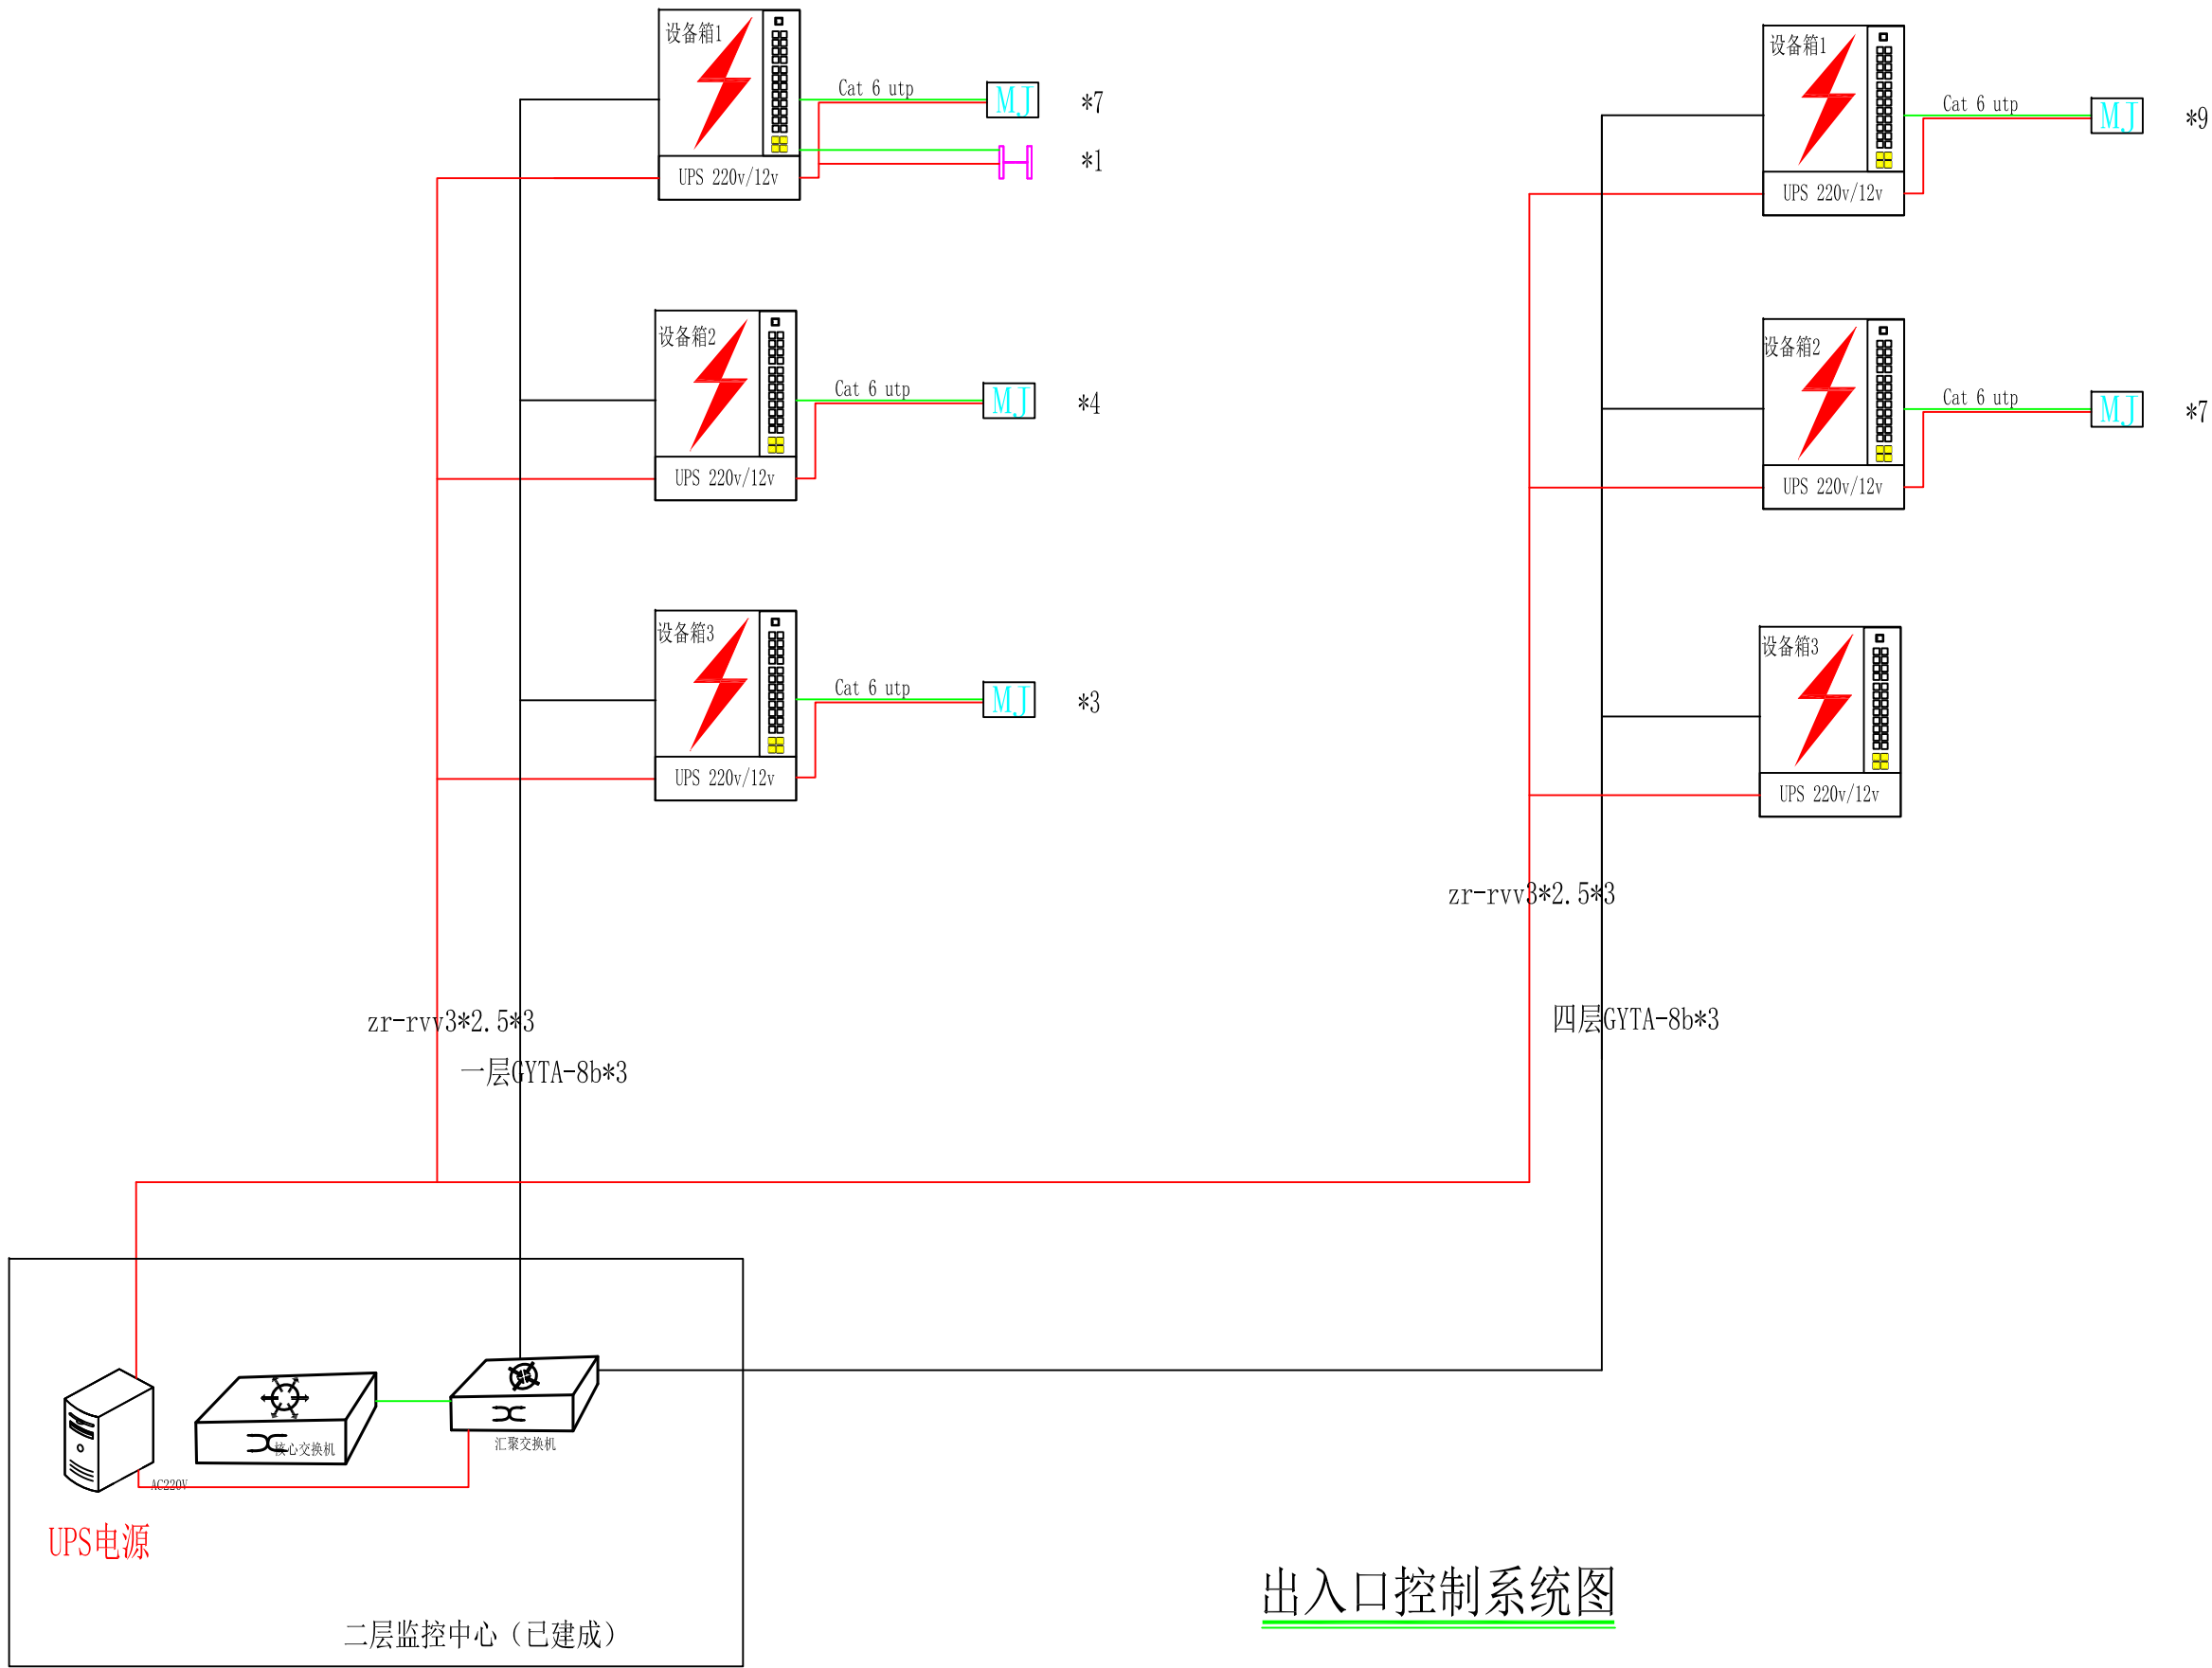 设备箱1
Cat 6 utp
MJ
*7
*1
UPS 220v/12v
设备箱2
Cat 6 utp
MJ
*4
UPS 220v/12v
设备箱3
Cat 6 utp
MJ
*3
UPS 220v/12v
zr-rvv3*2.5*3
一层GYTA-8b*3
设备箱1
Cat 6 utp
MJ
*9
UPS 220v/12v
设备箱2
Cat 6 utp
MJ
*7
UPS 220v/12v
设备箱3
UPS 220v/12v
zr-rvv3*2.5*3
四层GYTA-8b*3
核心交换机
汇聚交换机
AC220V
UPS电源
二层监控中心（已建成）
出入口控制系统图